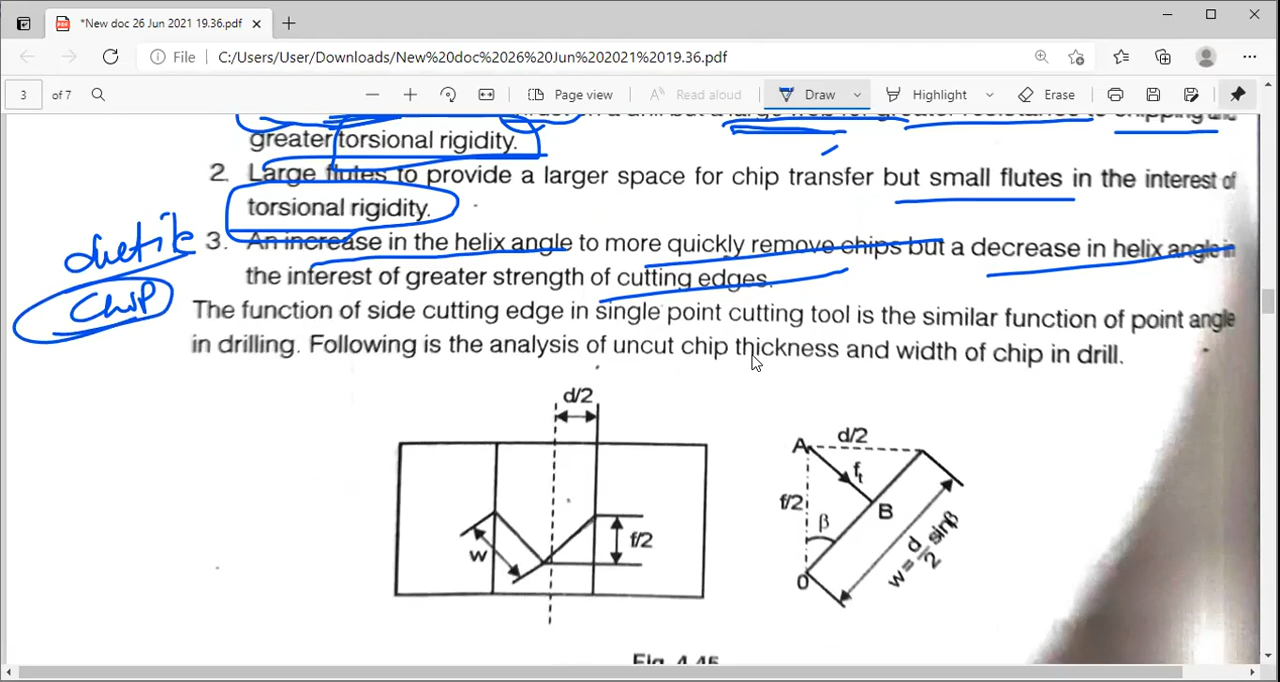 *New doc 26 Jun 2021 19.36.pdf
File C:/Users/User/Downloads/New%20doc%2026%20Jun%202021%2019.36.pdf
3 of 7 Page view Read aloud Draw Highlight Erase
greater torsional rigidity.
2. Large flutes to provide a larger space for chip transfer but small flutes in the interest of
torsional rigidity.
ductile
3. An increase in the helix angle to more quickly remove chips but a decrease in helix angle in
the interest of greater strength of cutting edges.
chip
The function of side cutting edge in single point cutting tool is the similar function of point angle
in drilling. Following is the analysis of uncut chip thickness and width of chip in drill.
d/2
w
f/2
A
d/2
ft
f/2
B
β
w = d/2 sinβ
O